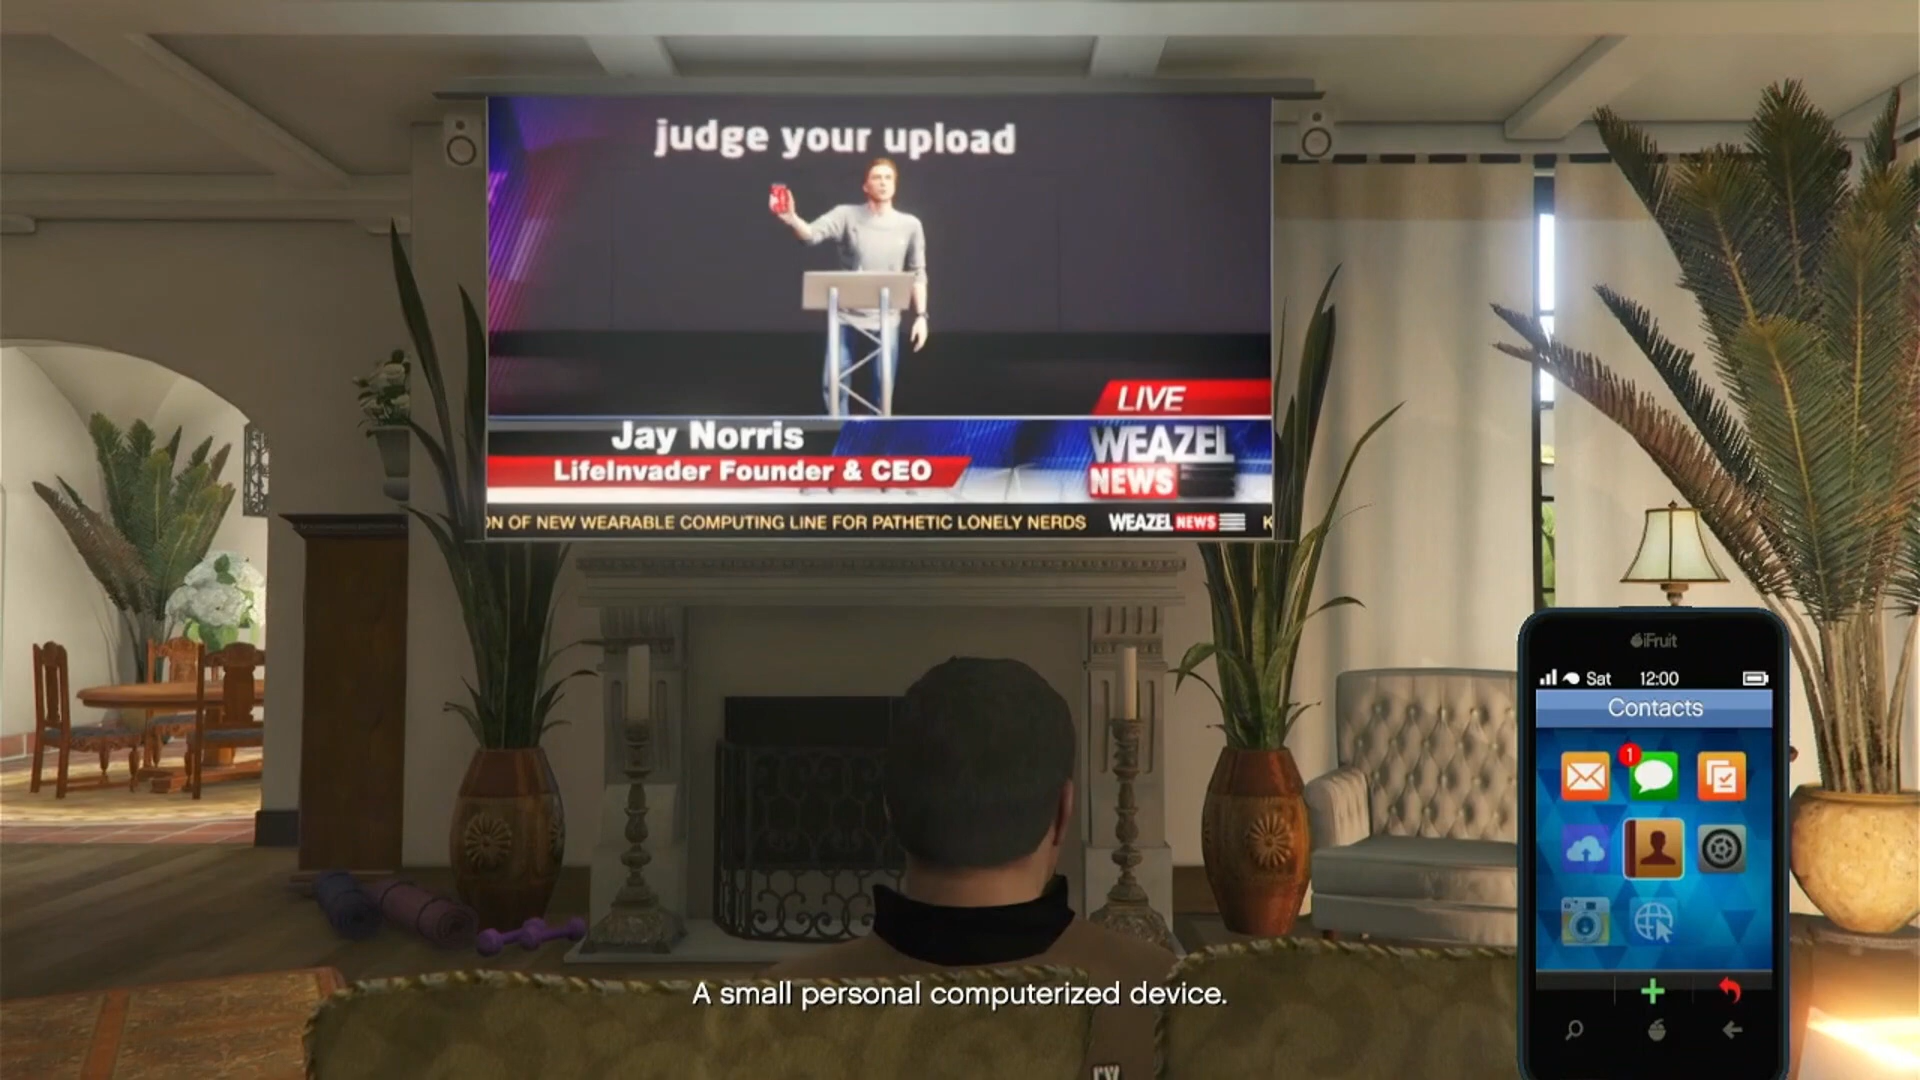 judge your upload
LIVE
Jay Norris
LifeInvader Founder & CEO
WEAZEL
NEWS
ON OF NEW WEARABLE COMPUTING LINE FOR PATHETIC LONELY NERDS WEAZEL NEWS K
iFruit
Sat 12:00
Contacts
1
A small personal computerized device.